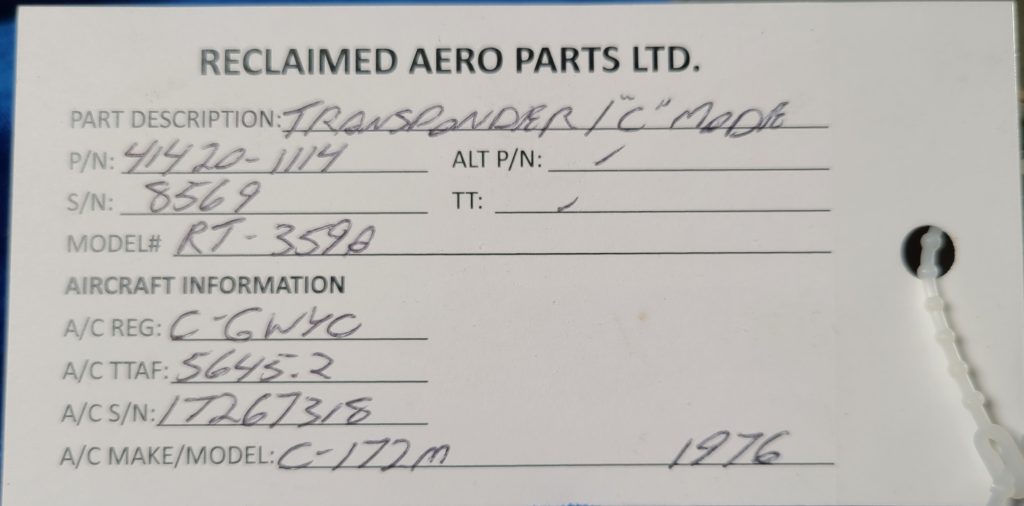 RECLAIMED AERO PARTS LTD.
PART DESCRIPTION: TRANSPONDER / "C" MODE
P/N: 41420-1114 ALT P/N:
S/N: 8569 TT:
MODEL# RT-359A
AIRCRAFT INFORMATION
A/C REG: C-GWYC
A/C TTAF: 5645.2
A/C S/N: 17267318
A/C MAKE/MODEL: C-172M 1976